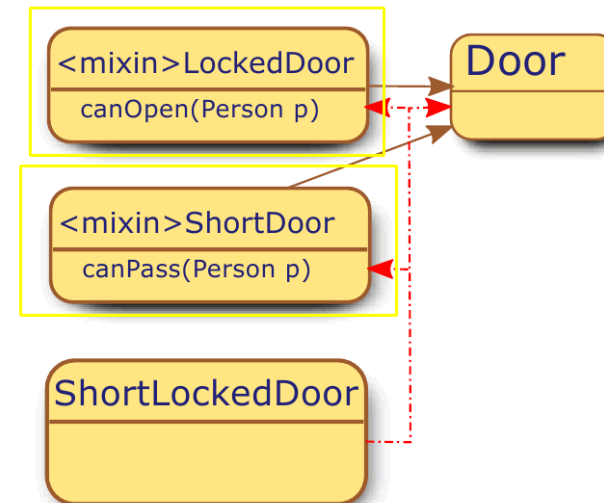 <mixin>LockedDoor
canOpen(Person p)
Door
<mixin>ShortDoor
canPass(Person p)
ShortLockedDoor